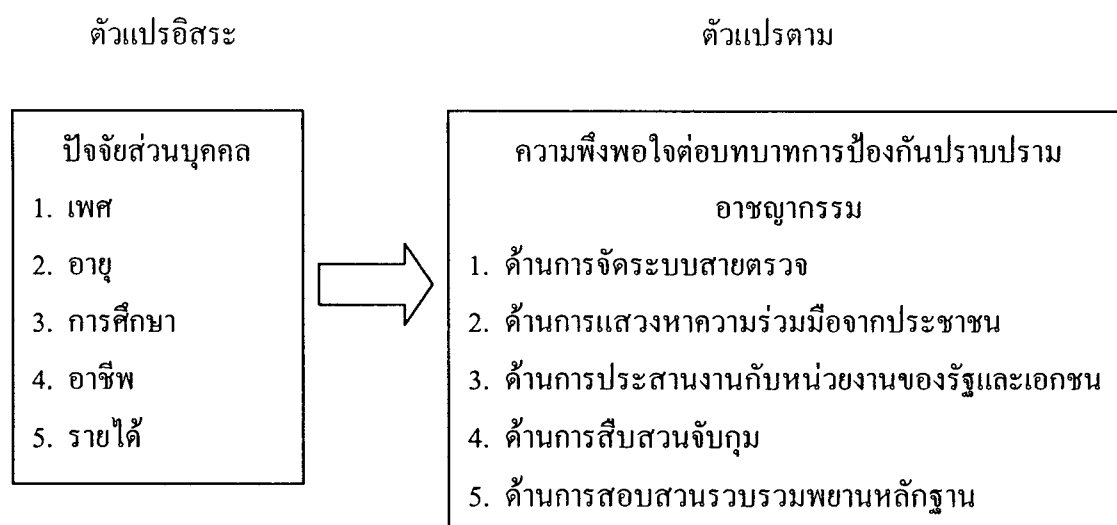 ตัวแปรอิสระ
ตัวแปรตาม
ปัจจัยส่วนบุคคล
1. เพศ
2. อายุ
3. การศึกษา
4. อาชีพ
5. รายได้
ความพึงพอใจต่อบทบาทการป้องกันปราบปราม
อาชญากรรม
1. ด้านการจัดระบบสายตรวจ
2. ด้านการแสวงหาความร่วมมือจากประชาชน
3. ด้านการประสานงานกับหน่วยงานของรัฐและเอกชน
4. ด้านการสืบสวนจับกุม
5. ด้านการสอบสวนรวบรวมพยานหลักฐาน